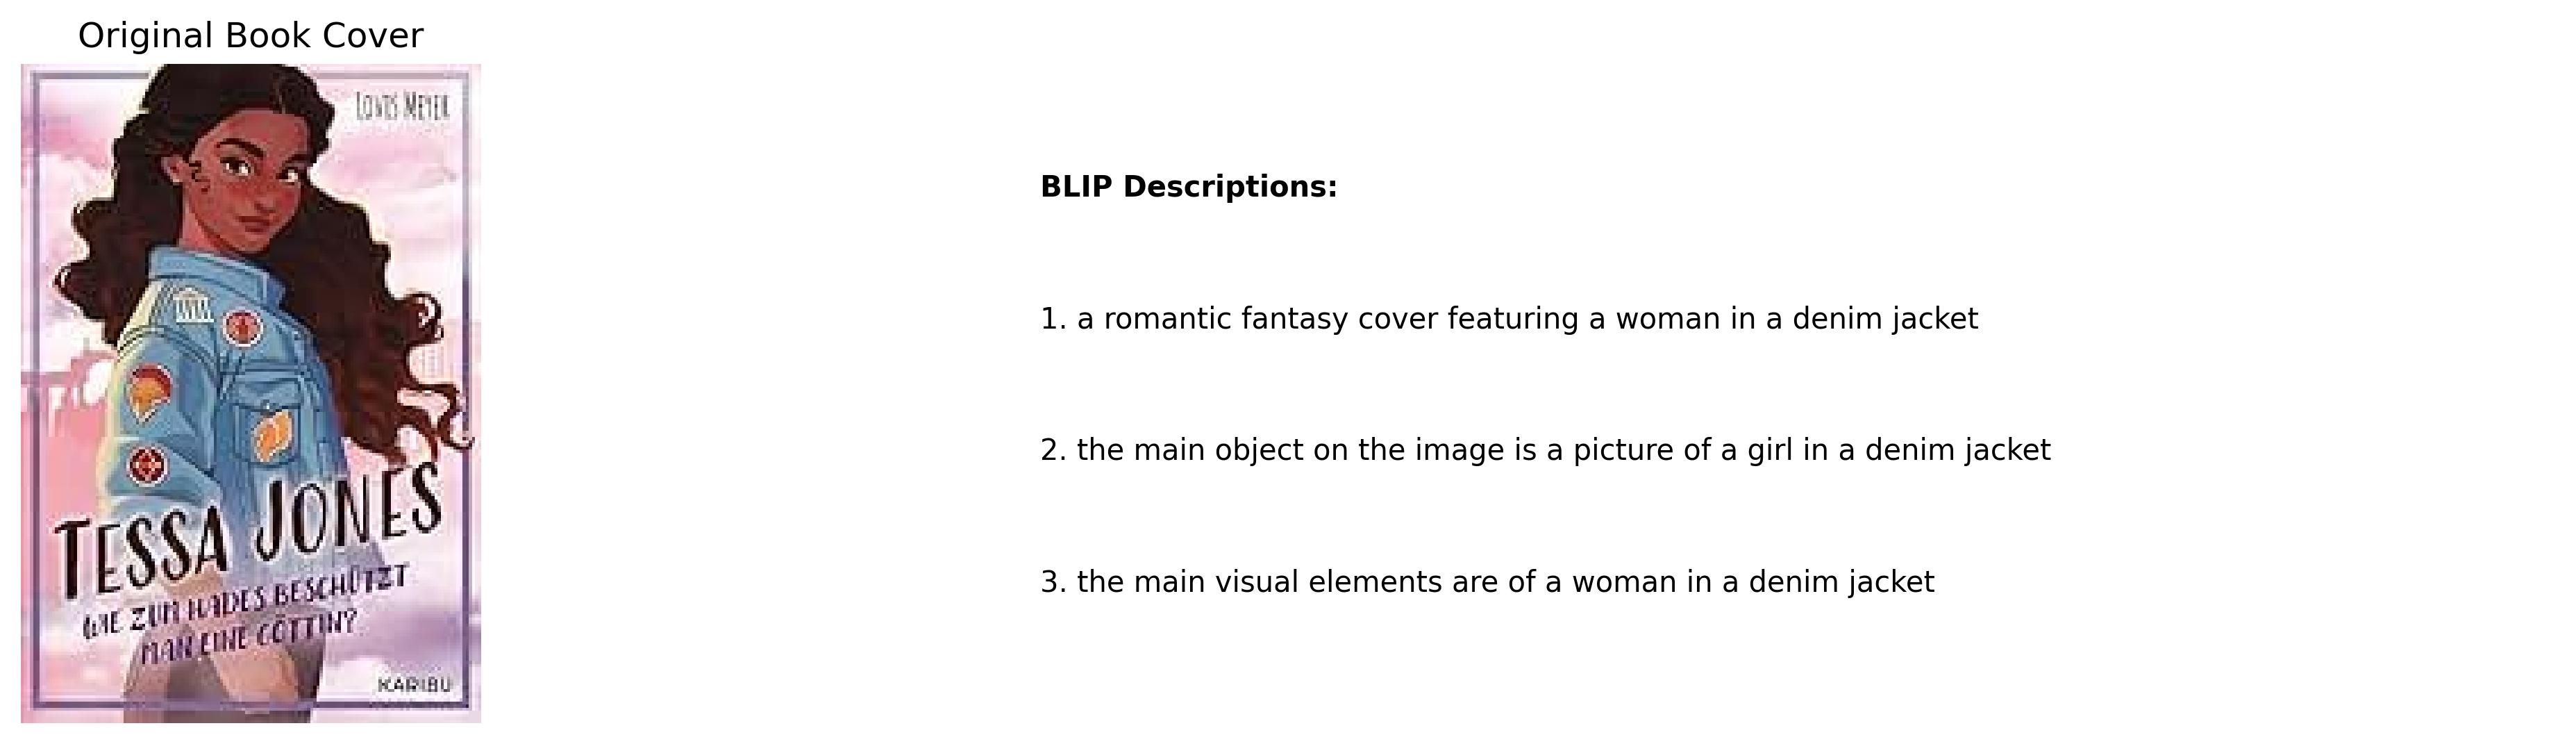 Original Book Cover
LOVIS MEYER
TESSA JONES
WIE ZUM HADES BESCHÜTZT
MAN EINE GÖTTIN?
KARIBU
BLIP Descriptions:
1. a romantic fantasy cover featuring a woman in a denim jacket
2. the main object on the image is a picture of a girl in a denim jacket
3. the main visual elements are of a woman in a denim jacket